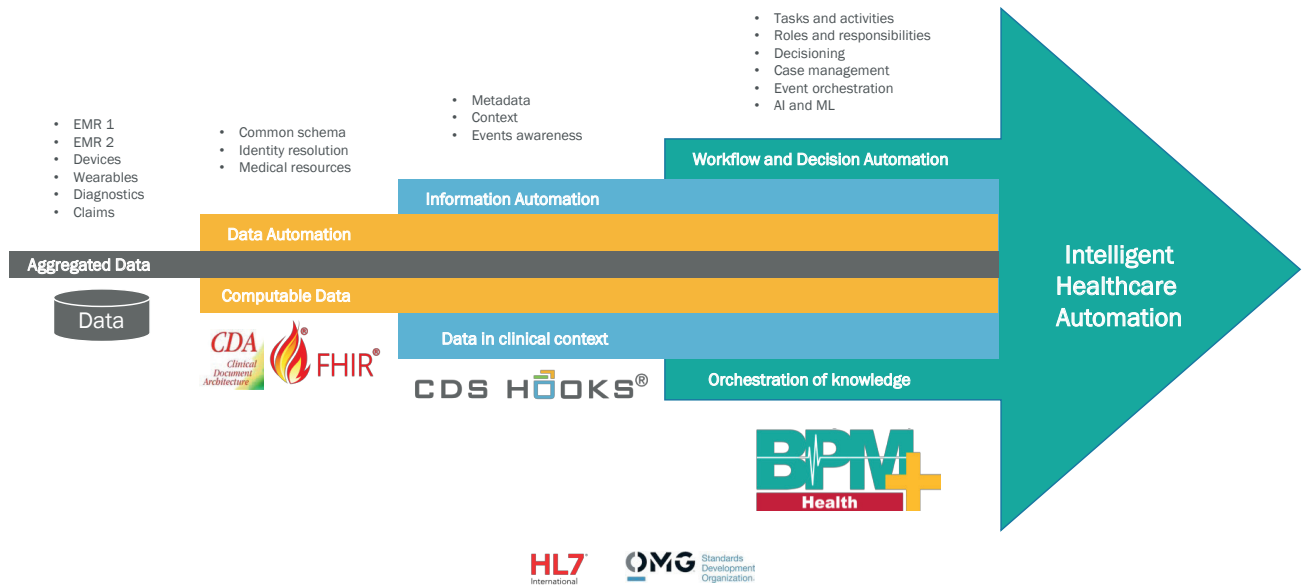 • Tasks and activities
• Roles and responsibilities
• Decisioning
• Case management
• Event orchestration
• AI and ML
• Metadata
• Context
• Events awareness
• EMR 1
• EMR 2
• Devices
• Wearables
• Diagnostics
• Claims
• Common schema
• Identity resolution
• Medical resources
Workflow and Decision Automation
Information Automation
Data Automation
Aggregated Data
Computable Data
Data in clinical context
Orchestration of knowledge
Intelligent
Healthcare
Automation
Data
CDA
Clinical
Document
Architecture
® FHIR®
CDS HOOKS®
BPM+
Health
HL7®
International
OMG
Standards
Development
Organization.